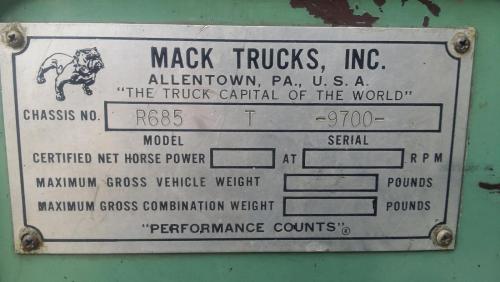 MACK TRUCKS, INC.
ALLENTOWN, PA., U.S.A.
"THE TRUCK CAPITAL OF THE WORLD"
CHASSIS NO. R685 T -9700-
MODEL SERIAL
CERTIFIED NET HORSE POWER AT RPM
MAXIMUM GROSS VEHICLE WEIGHT POUNDS
MAXIMUM GROSS COMBINATION WEIGHT POUNDS
"PERFORMANCE COUNTS"®